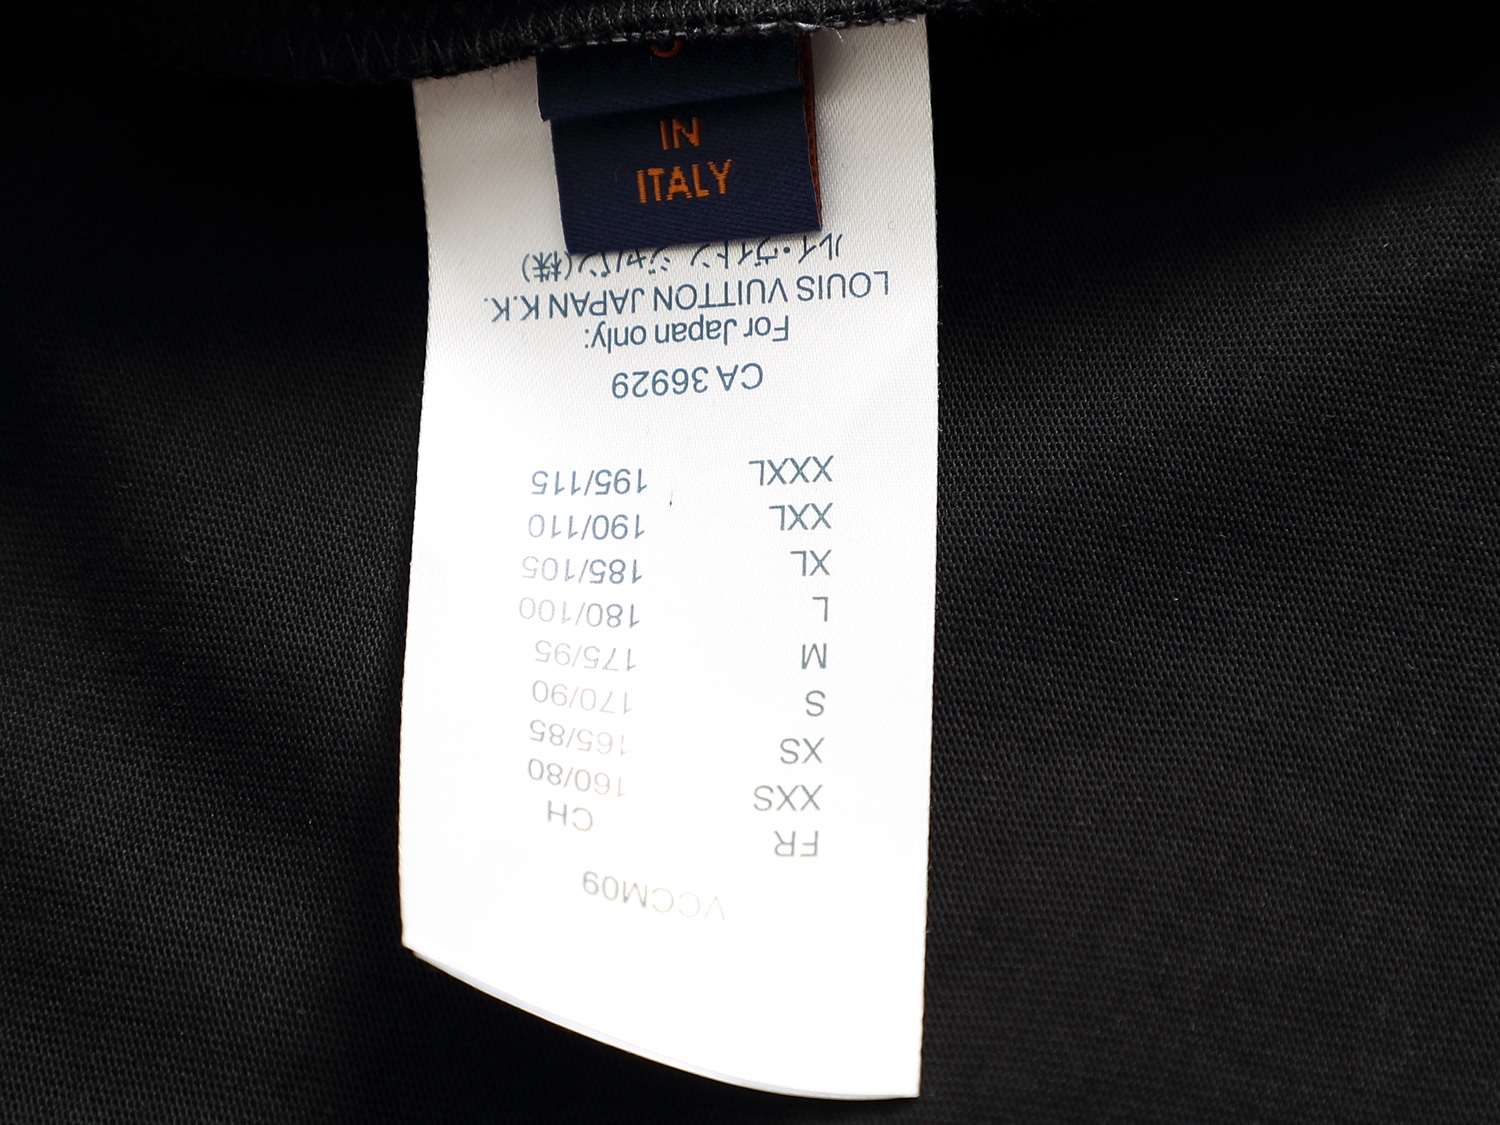 IN
ITALY
VCCM09
FR CH
XXS 160/80
XS 165/85
S 170/90
M 175/95
L 180/100
XL 185/105
XXL 190/110
XXXL 195/115
CA 36929
For Japan only:
LOUIS VUITTON JAPAN K.K.
ルイ・ヴィトン ジャパン(株)